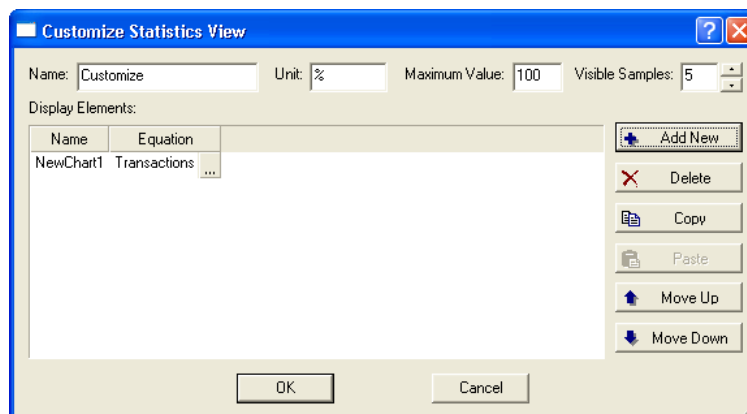 Customize Statistics View
Name: Customize Unit: % Maximum Value: 100 Visible Samples: 5
Display Elements:
Name Equation
NewChart1 Transactions ...
Add New
Delete
Copy
Paste
Move Up
Move Down
OK Cancel